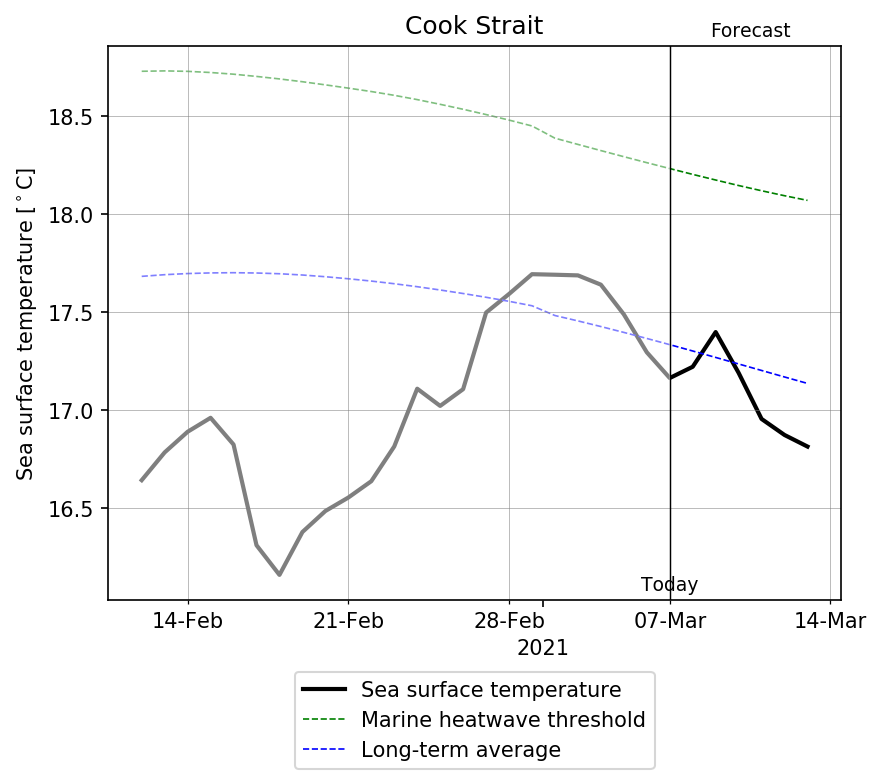 Cook Strait
Forecast
Sea surface temperature [°C]
18.5
18.0
17.5
17.0
16.5
Today
14-Feb
21-Feb
28-Feb
07-Mar
14-Mar
2021
Sea surface temperature
Marine heatwave threshold
Long-term average